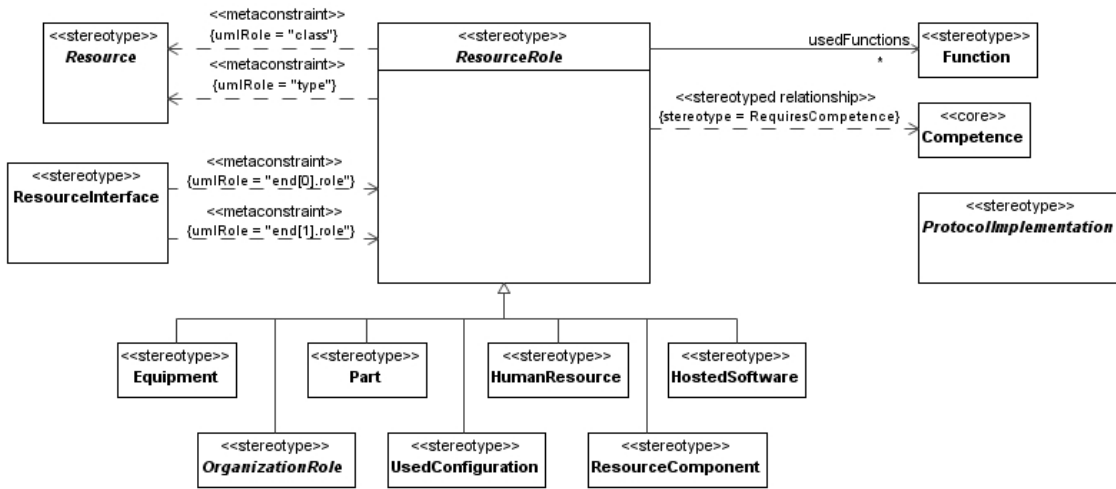 <<metaconstraint>>
{umlRole = "class"}
<<stereotype>>
Resource
<<metaconstraint>>
{umlRole = "type"}
<<stereotype>>
ResourceRole
usedFunctions
*
<<stereotype>>
Function
<<stereotyped relationship>>
{stereotype = RequiresCompetence}
<<core>>
Competence
<<stereotype>>
ResourceInterface
<<metaconstraint>>
{umlRole = "end[0].role"}
<<metaconstraint>>
{umlRole = "end[1].role"}
<<stereotype>>
ProtocolImplementation
<<stereotype>>
Equipment
<<stereotype>>
Part
<<stereotype>>
HumanResource
<<stereotype>>
HostedSoftware
<<stereotype>>
OrganizationRole
<<stereotype>>
UsedConfiguration
<<stereotype>>
ResourceComponent